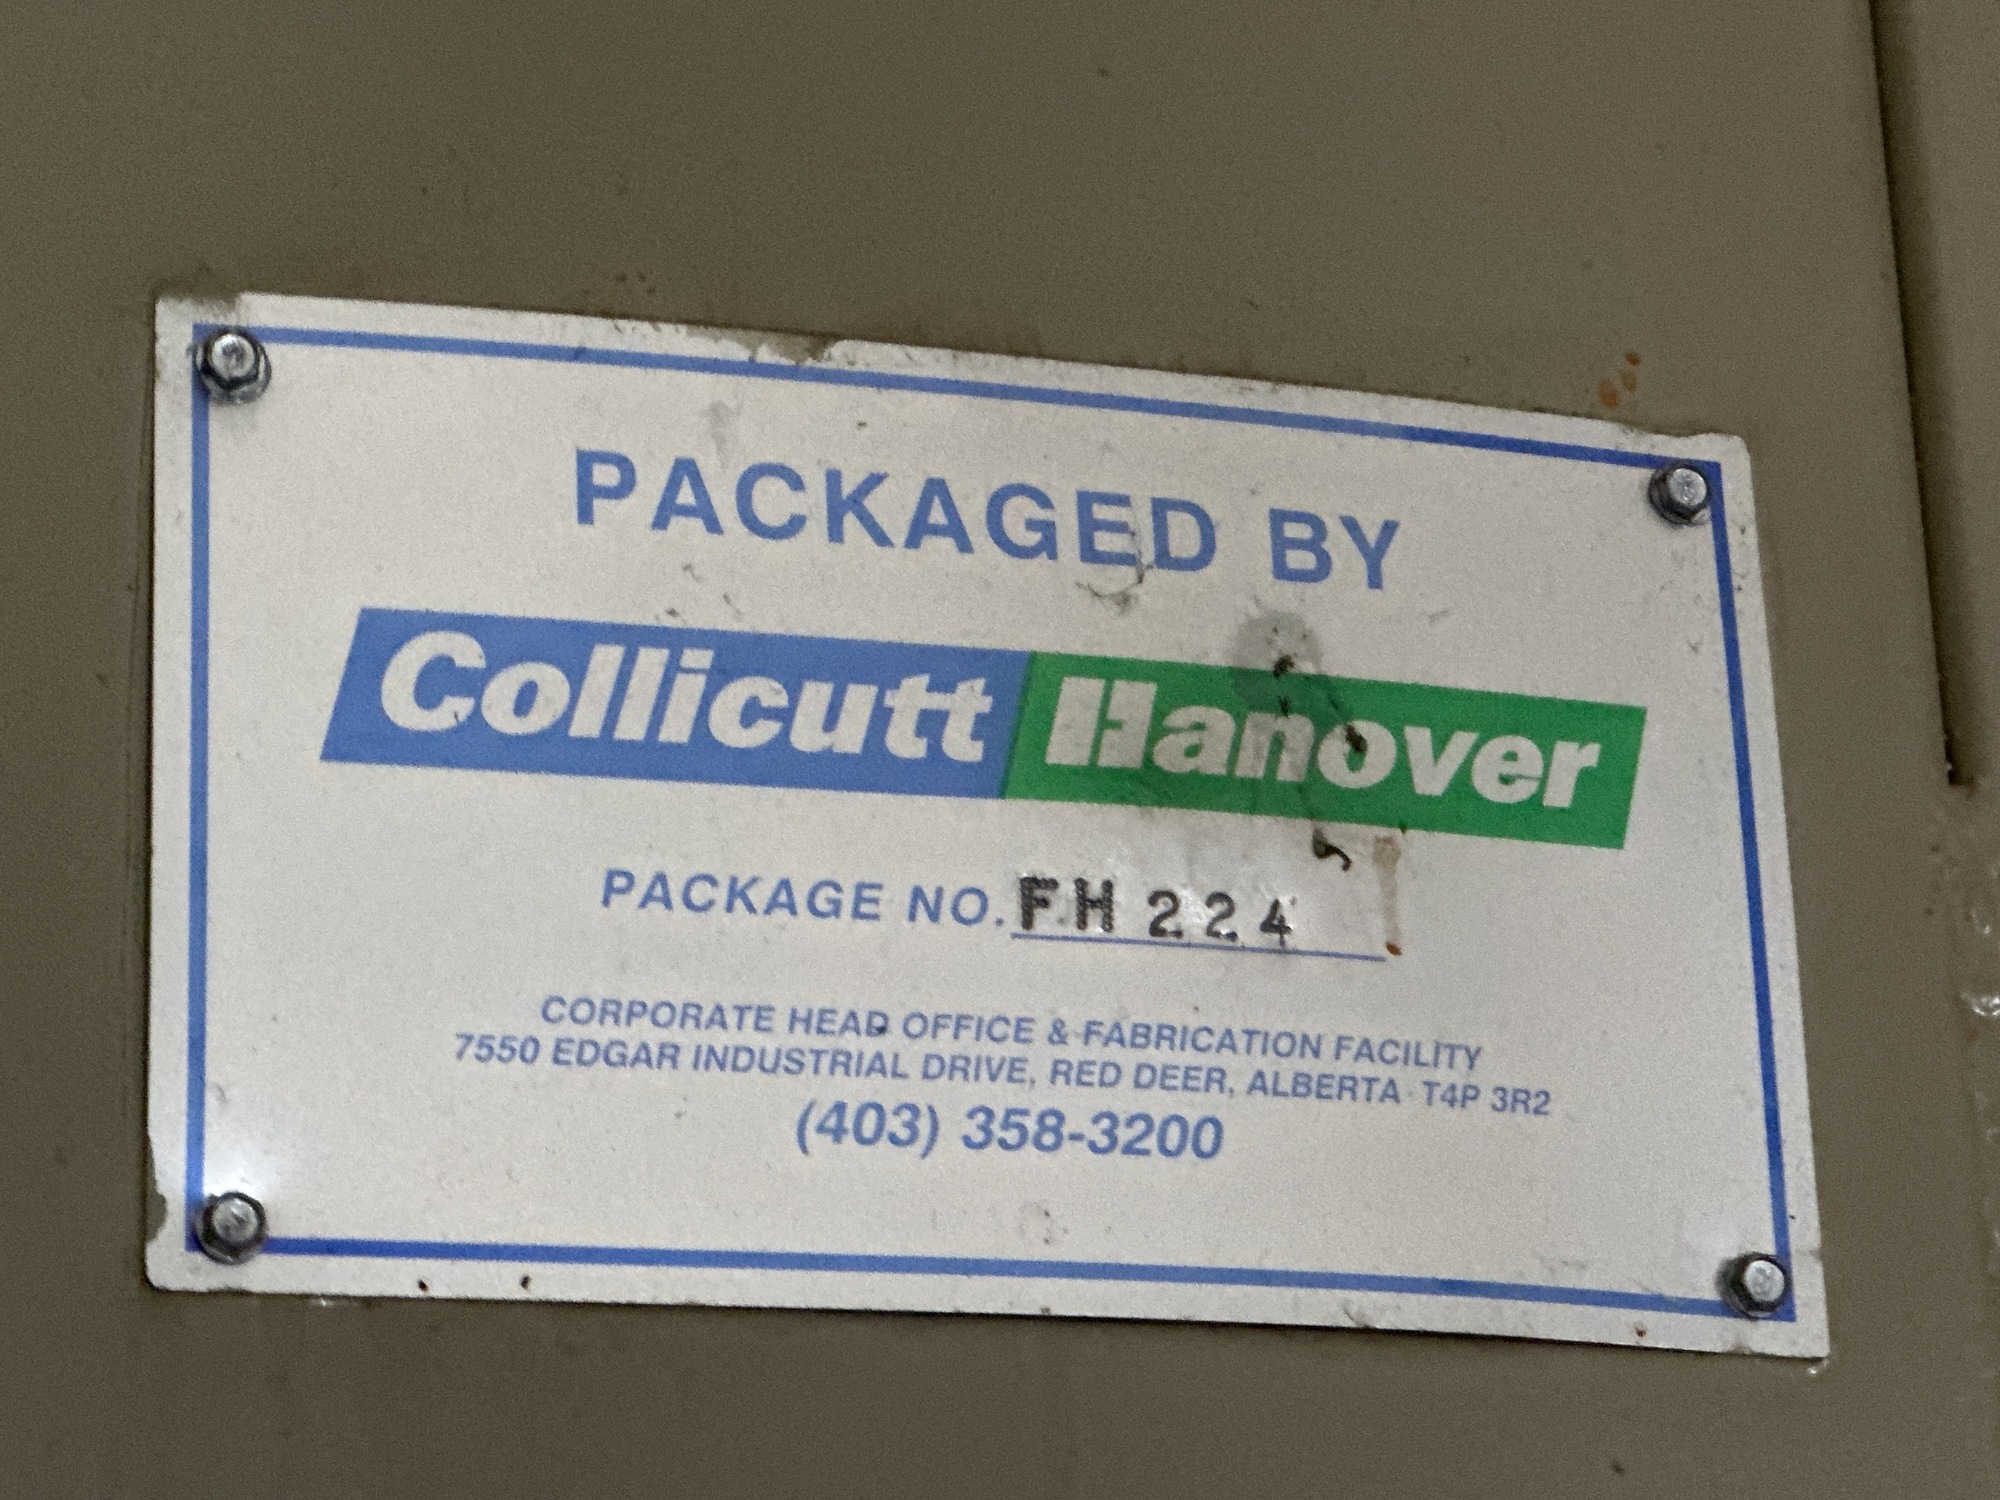 PACKAGED BY
Collicutt Hanover
PACKAGE NO. FH 224
CORPORATE HEAD OFFICE & FABRICATION FACILITY
7550 EDGAR INDUSTRIAL DRIVE, RED DEER, ALBERTA T4P 3R2
(403) 358-3200